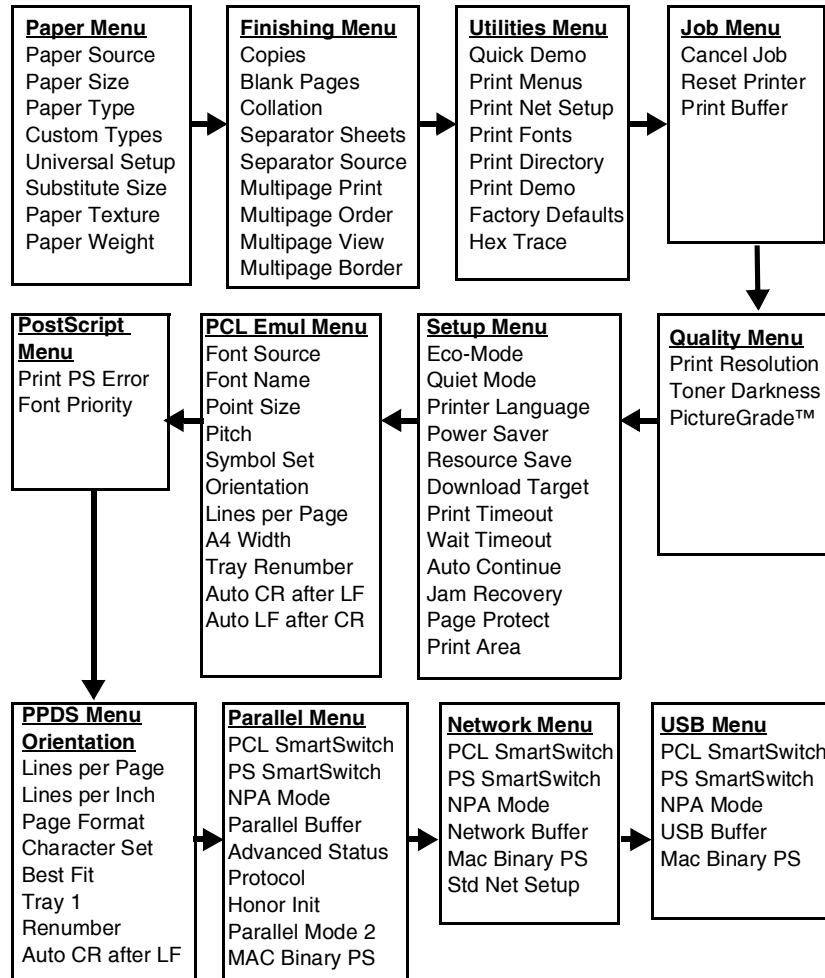 Paper Menu
Paper Source
Paper Size
Paper Type
Custom Types
Universal Setup
Substitute Size
Paper Texture
Paper Weight
Finishing Menu
Copies
Blank Pages
Collation
Separator Sheets
Separator Source
Multipage Print
Multipage Order
Multipage View
Multipage Border
Utilities Menu
Quick Demo
Print Menus
Print Net Setup
Print Fonts
Print Directory
Print Demo
Factory Defaults
Hex Trace
Job Menu
Cancel Job
Reset Printer
Print Buffer
Quality Menu
Print Resolution
Toner Darkness
PictureGrade™
Setup Menu
Eco-Mode
Quiet Mode
Printer Language
Power Saver
Resource Save
Download Target
Print Timeout
Wait Timeout
Auto Continue
Jam Recovery
Page Protect
Print Area
PCL Emul Menu
Font Source
Font Name
Point Size
Pitch
Symbol Set
Orientation
Lines per Page
A4 Width
Tray Renumber
Auto CR after LF
Auto LF after CR
PostScript
Menu
Print PS Error
Font Priority
PPDS Menu
Orientation
Lines per Page
Lines per Inch
Page Format
Character Set
Best Fit
Tray 1
Renumber
Auto CR after LF
Parallel Menu
PCL SmartSwitch
PS SmartSwitch
NPA Mode
Parallel Buffer
Advanced Status
Protocol
Honor Init
Parallel Mode 2
MAC Binary PS
Network Menu
PCL SmartSwitch
PS SmartSwitch
NPA Mode
Network Buffer
Mac Binary PS
Std Net Setup
USB Menu
PCL SmartSwitch
PS SmartSwitch
NPA Mode
USB Buffer
Mac Binary PS